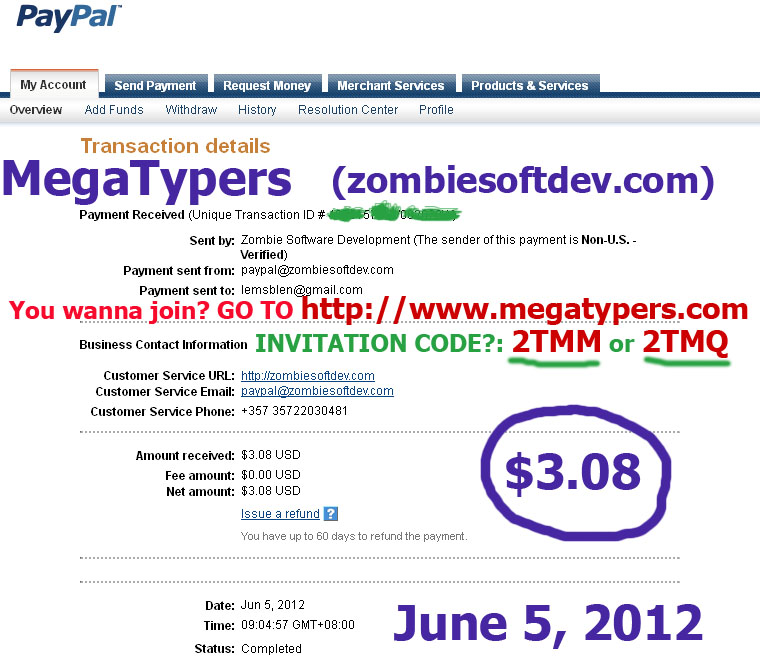 PayPal™
My Account Send Payment Request Money Merchant Services Products & Services
Overview Add Funds Withdraw History Resolution Center Profile
Transaction details
MegaTypers (zombiesoftdev.com)
Payment Received (Unique Transaction ID #
Sent by: Zombie Software Development (The sender of this payment is Non-U.S. -
Verified)
Payment sent from: paypal@zombiesoftdev.com
Payment sent to: lemsblen@gmail.com
You wanna join? GO TO http://www.megatypers.com
Business Contact Information INVITATION CODE?: 2TMM or 2TMQ
Customer Service URL: http://zombiesoftdev.com
Customer Service Email: paypal@zombiesoftdev.com
Customer Service Phone: +357 35722030481
Amount received: $3.08 USD
Fee amount: $0.00 USD
Net amount: $3.08 USD
$3.08
Issue a refund ?
You have up to 60 days to refund the payment.
Date: Jun 5, 2012
Time: 09:04:57 GMT+08:00
Status: Completed
June 5, 2012